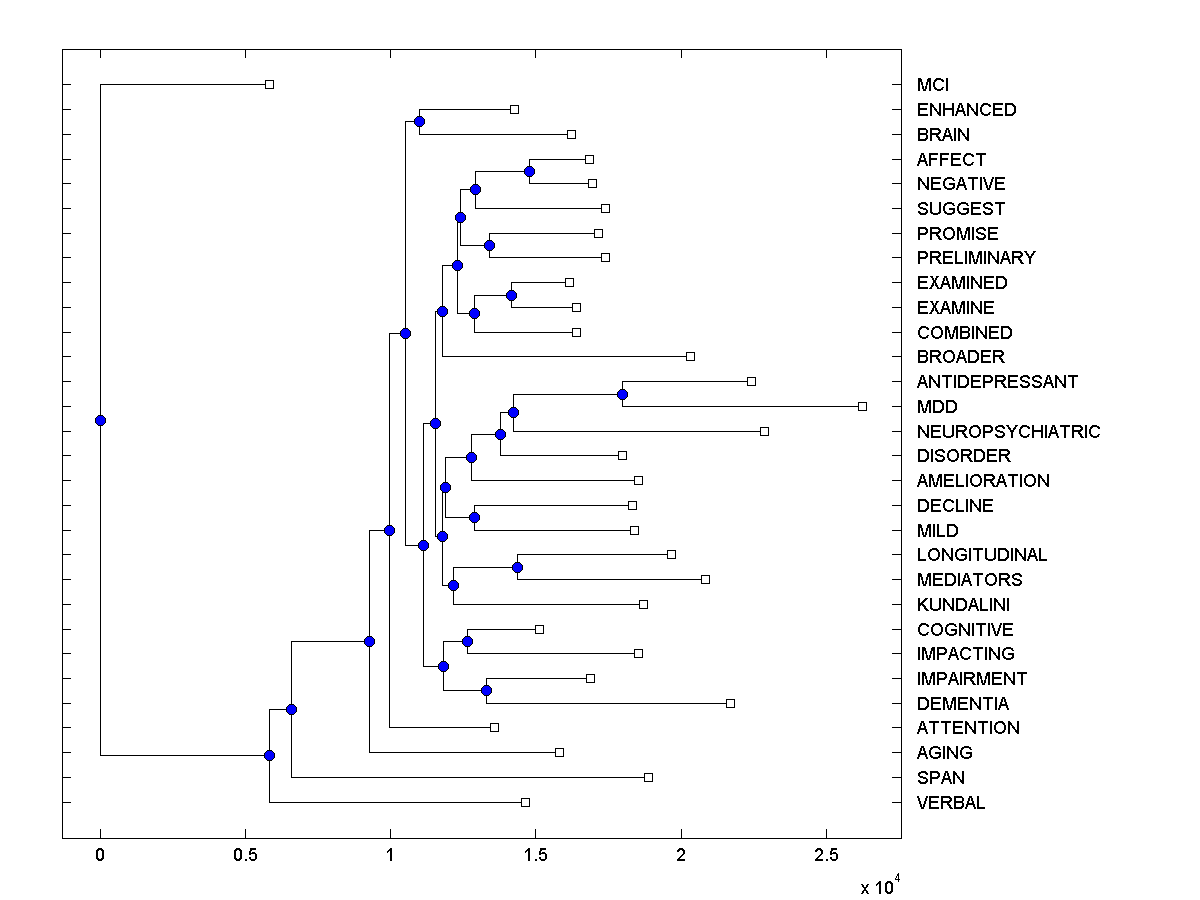 MCI
ENHANCED
BRAIN
AFFECT
NEGATIVE
SUGGEST
PROMISE
PRELIMINARY
EXAMINED
EXAMINE
COMBINED
BROADER
ANTIDEPRESSANT
MDD
NEUROPSYCHIATRIC
DISORDER
AMELIORATION
DECLINE
MILD
LONGITUDINAL
MEDIATORS
KUNDALINI
COGNITIVE
IMPACTING
IMPAIRMENT
DEMENTIA
ATTENTION
AGING
SPAN
VERBAL
0 0.5 1 1.5 2 2.5
x 10^4